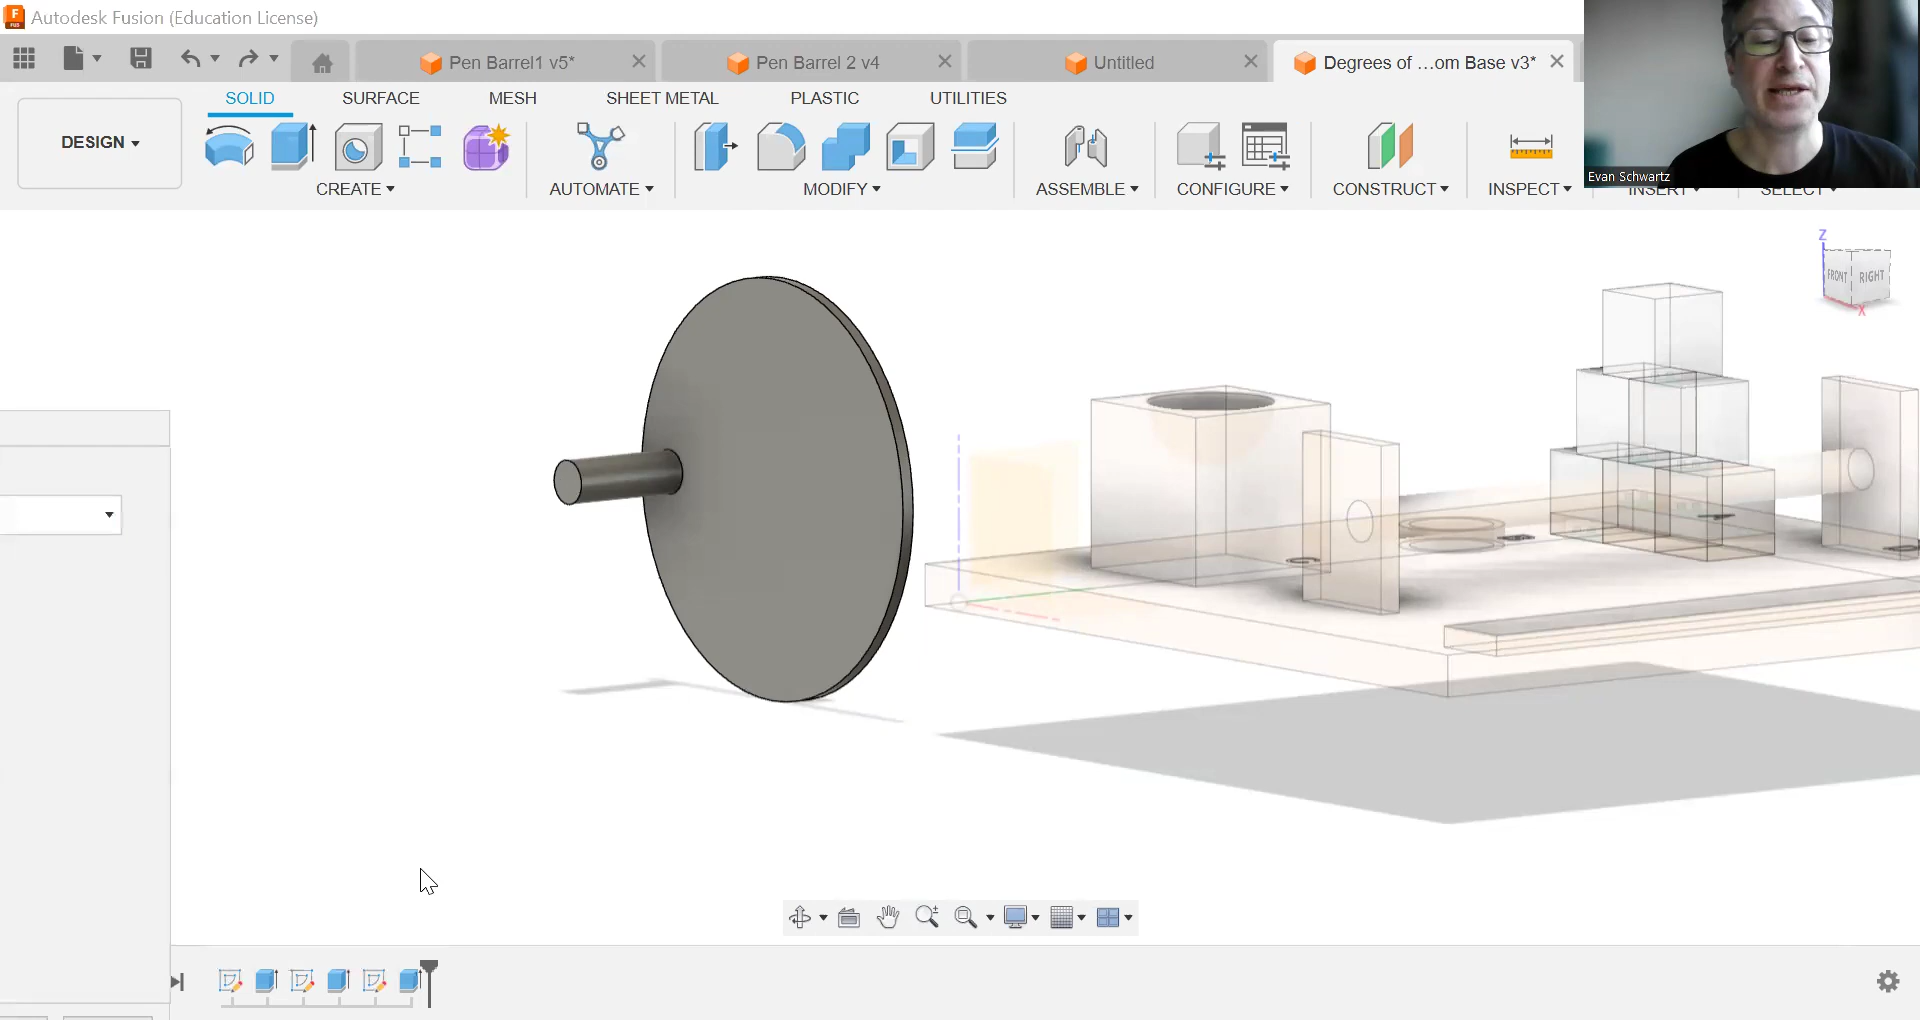 Autodesk Fusion (Education License)
Pen Barrel1 v5*
Pen Barrel 2 v4
Untitled
Degrees of ...om Base v3*
SOLID
SURFACE
MESH
SHEET METAL
PLASTIC
UTILITIES
DESIGN
CREATE
AUTOMATE
MODIFY
ASSEMBLE
CONFIGURE
CONSTRUCT
INSPECT
INSERT
SELECT
Evan Schwartz
Z
FRONT
RIGHT
X